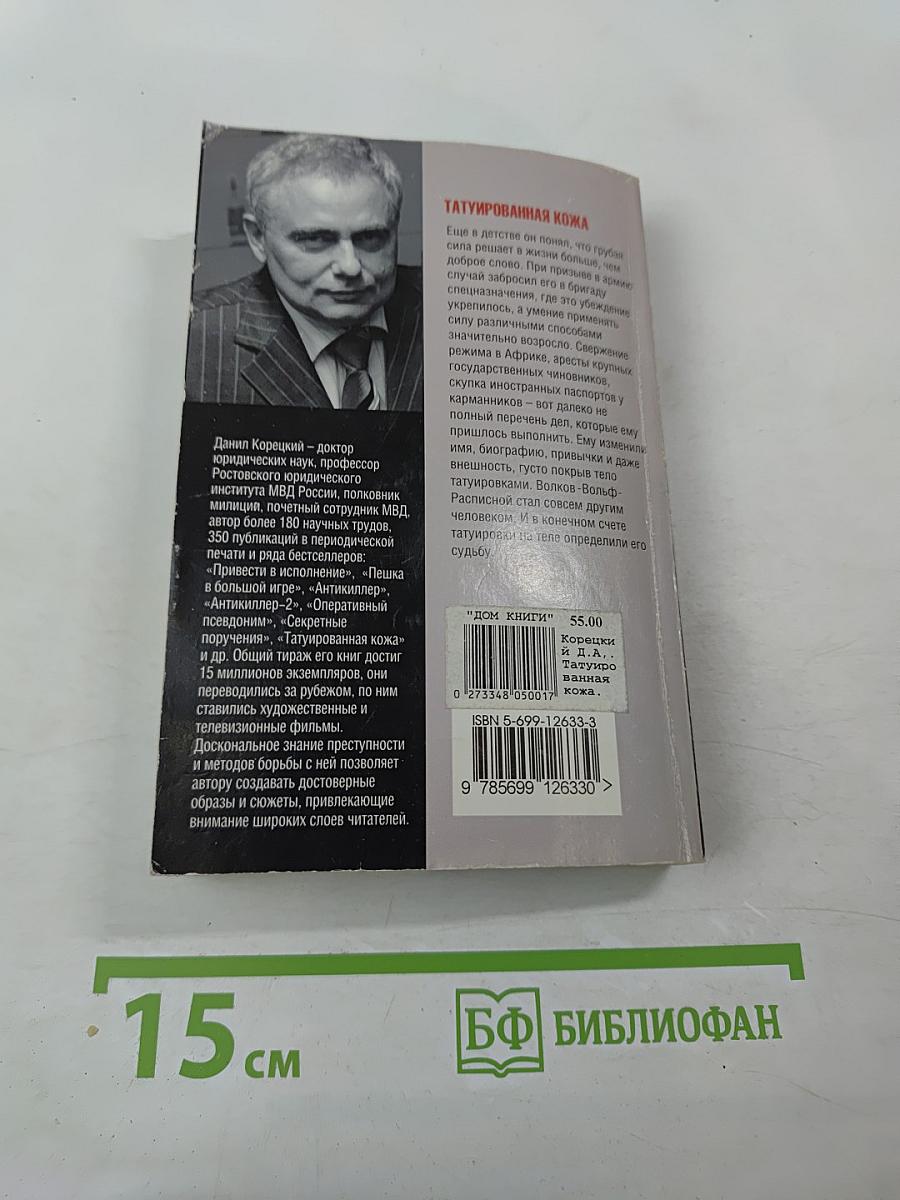 ТАТУИРОВАННАЯ КОЖА
Еще в детстве он понял, что грубая
сила решает в жизни больше, чем
доброе слово. При призыве в армию
случай забросил его в бригаду
спецназначения, где это убеждение
укрепилось, а умение применять
силу различными способами
значительно возросло. Свержение
режима в Африке, аресты крупных
государственных чиновников,
скупка иностранных паспортов у
карманников – вот далеко не
полный перечень дел, которые ему
пришлось выполнить. Ему изменили
имя, биографию, привычки и даже
внешность, густо покрыв тело
татуировками. Волков-Вольф-
Расписной стал совсем другим
человеком. И в конечном счете
татуировки на теле определили его
судьбу.
Данил Корецкий – доктор
юридических наук, профессор
Ростовского юридического
института МВД России, полковник
милиции, почетный сотрудник МВД,
автор более 180 научных трудов,
350 публикаций в периодической
печати и ряда бестселлеров:
«Привести в исполнение», «Пешка
в большой игре», «Антикиллер»,
«Антикиллер-2», «Оперативный
псевдоним», «Секретные
поручения», «Татуированная кожа»
и др. Общий тираж его книг достиг
15 миллионов экземпляров, они
переводились за рубежом, по ним
ставились художественные и
телевизионные фильмы.
Доскональное знание преступности
и методов борьбы с ней позволяет
автору создавать достоверные
образы и сюжеты, привлекающие
внимание широких слоев читателей.
"ДОМ КНИГИ" 55.00
Корецки
й Д.А,.
Татуиро
ванная
кожа.
0 273348 050017
ISBN 5-699-12633-3
9 785699 126330 >
15 см
БФ БИБЛИОФАН